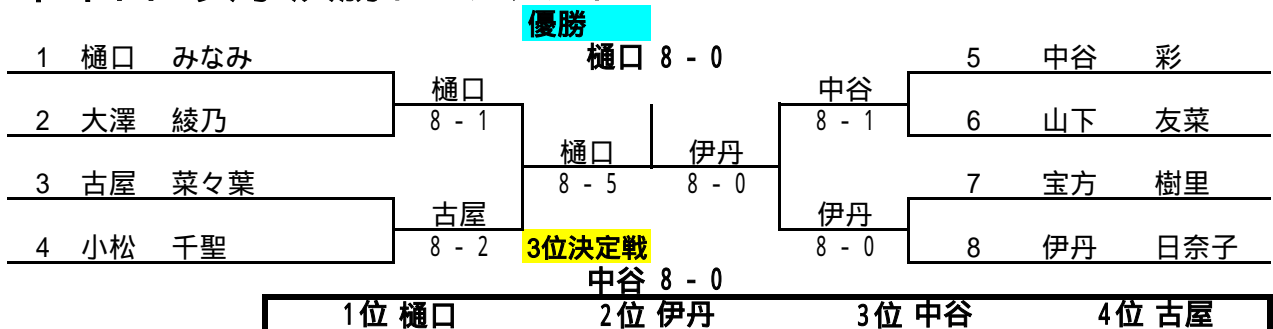 優勝
樋口 8 - 0
1 樋口 みなみ
5 中谷 彩
樋口
8 - 1
中谷
8 - 1
2 大澤 綾乃
6 山下 友菜
樋口
8 - 5
伊丹
8 - 0
3 古屋 菜々葉
7 宝方 樹里
古屋
8 - 2
伊丹
8 - 0
4 小松 千聖
8 伊丹 日奈子
3位決定戦
中谷 8 - 0
1位 樋口 2位 伊丹 3位 中谷 4位 古屋